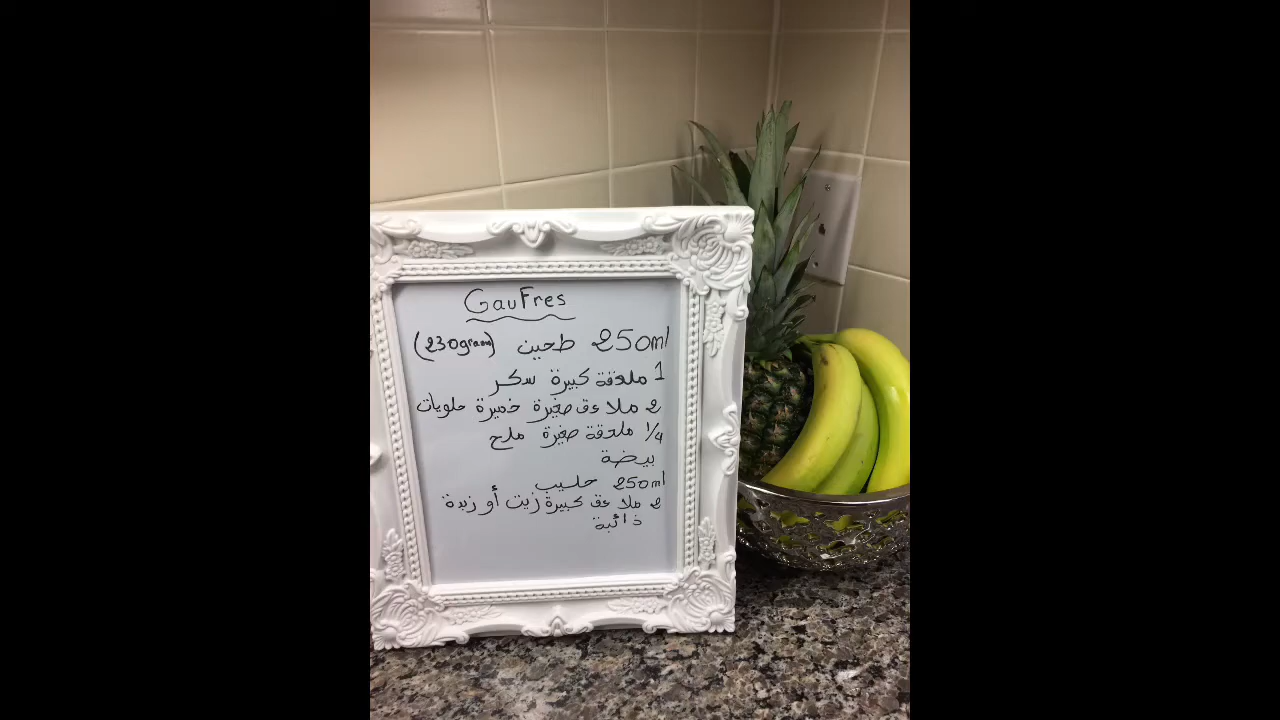 GauFres
250ml طحين (230gram)
1 ملعقة كبيرة سكر
2 ملاعق صغيرة خميرة حلويات
1/4 ملعقة صغيرة ملح
بيضة
250ml حليب
2 ملاعق كبيرة زيت أو زبدة
ذائبة